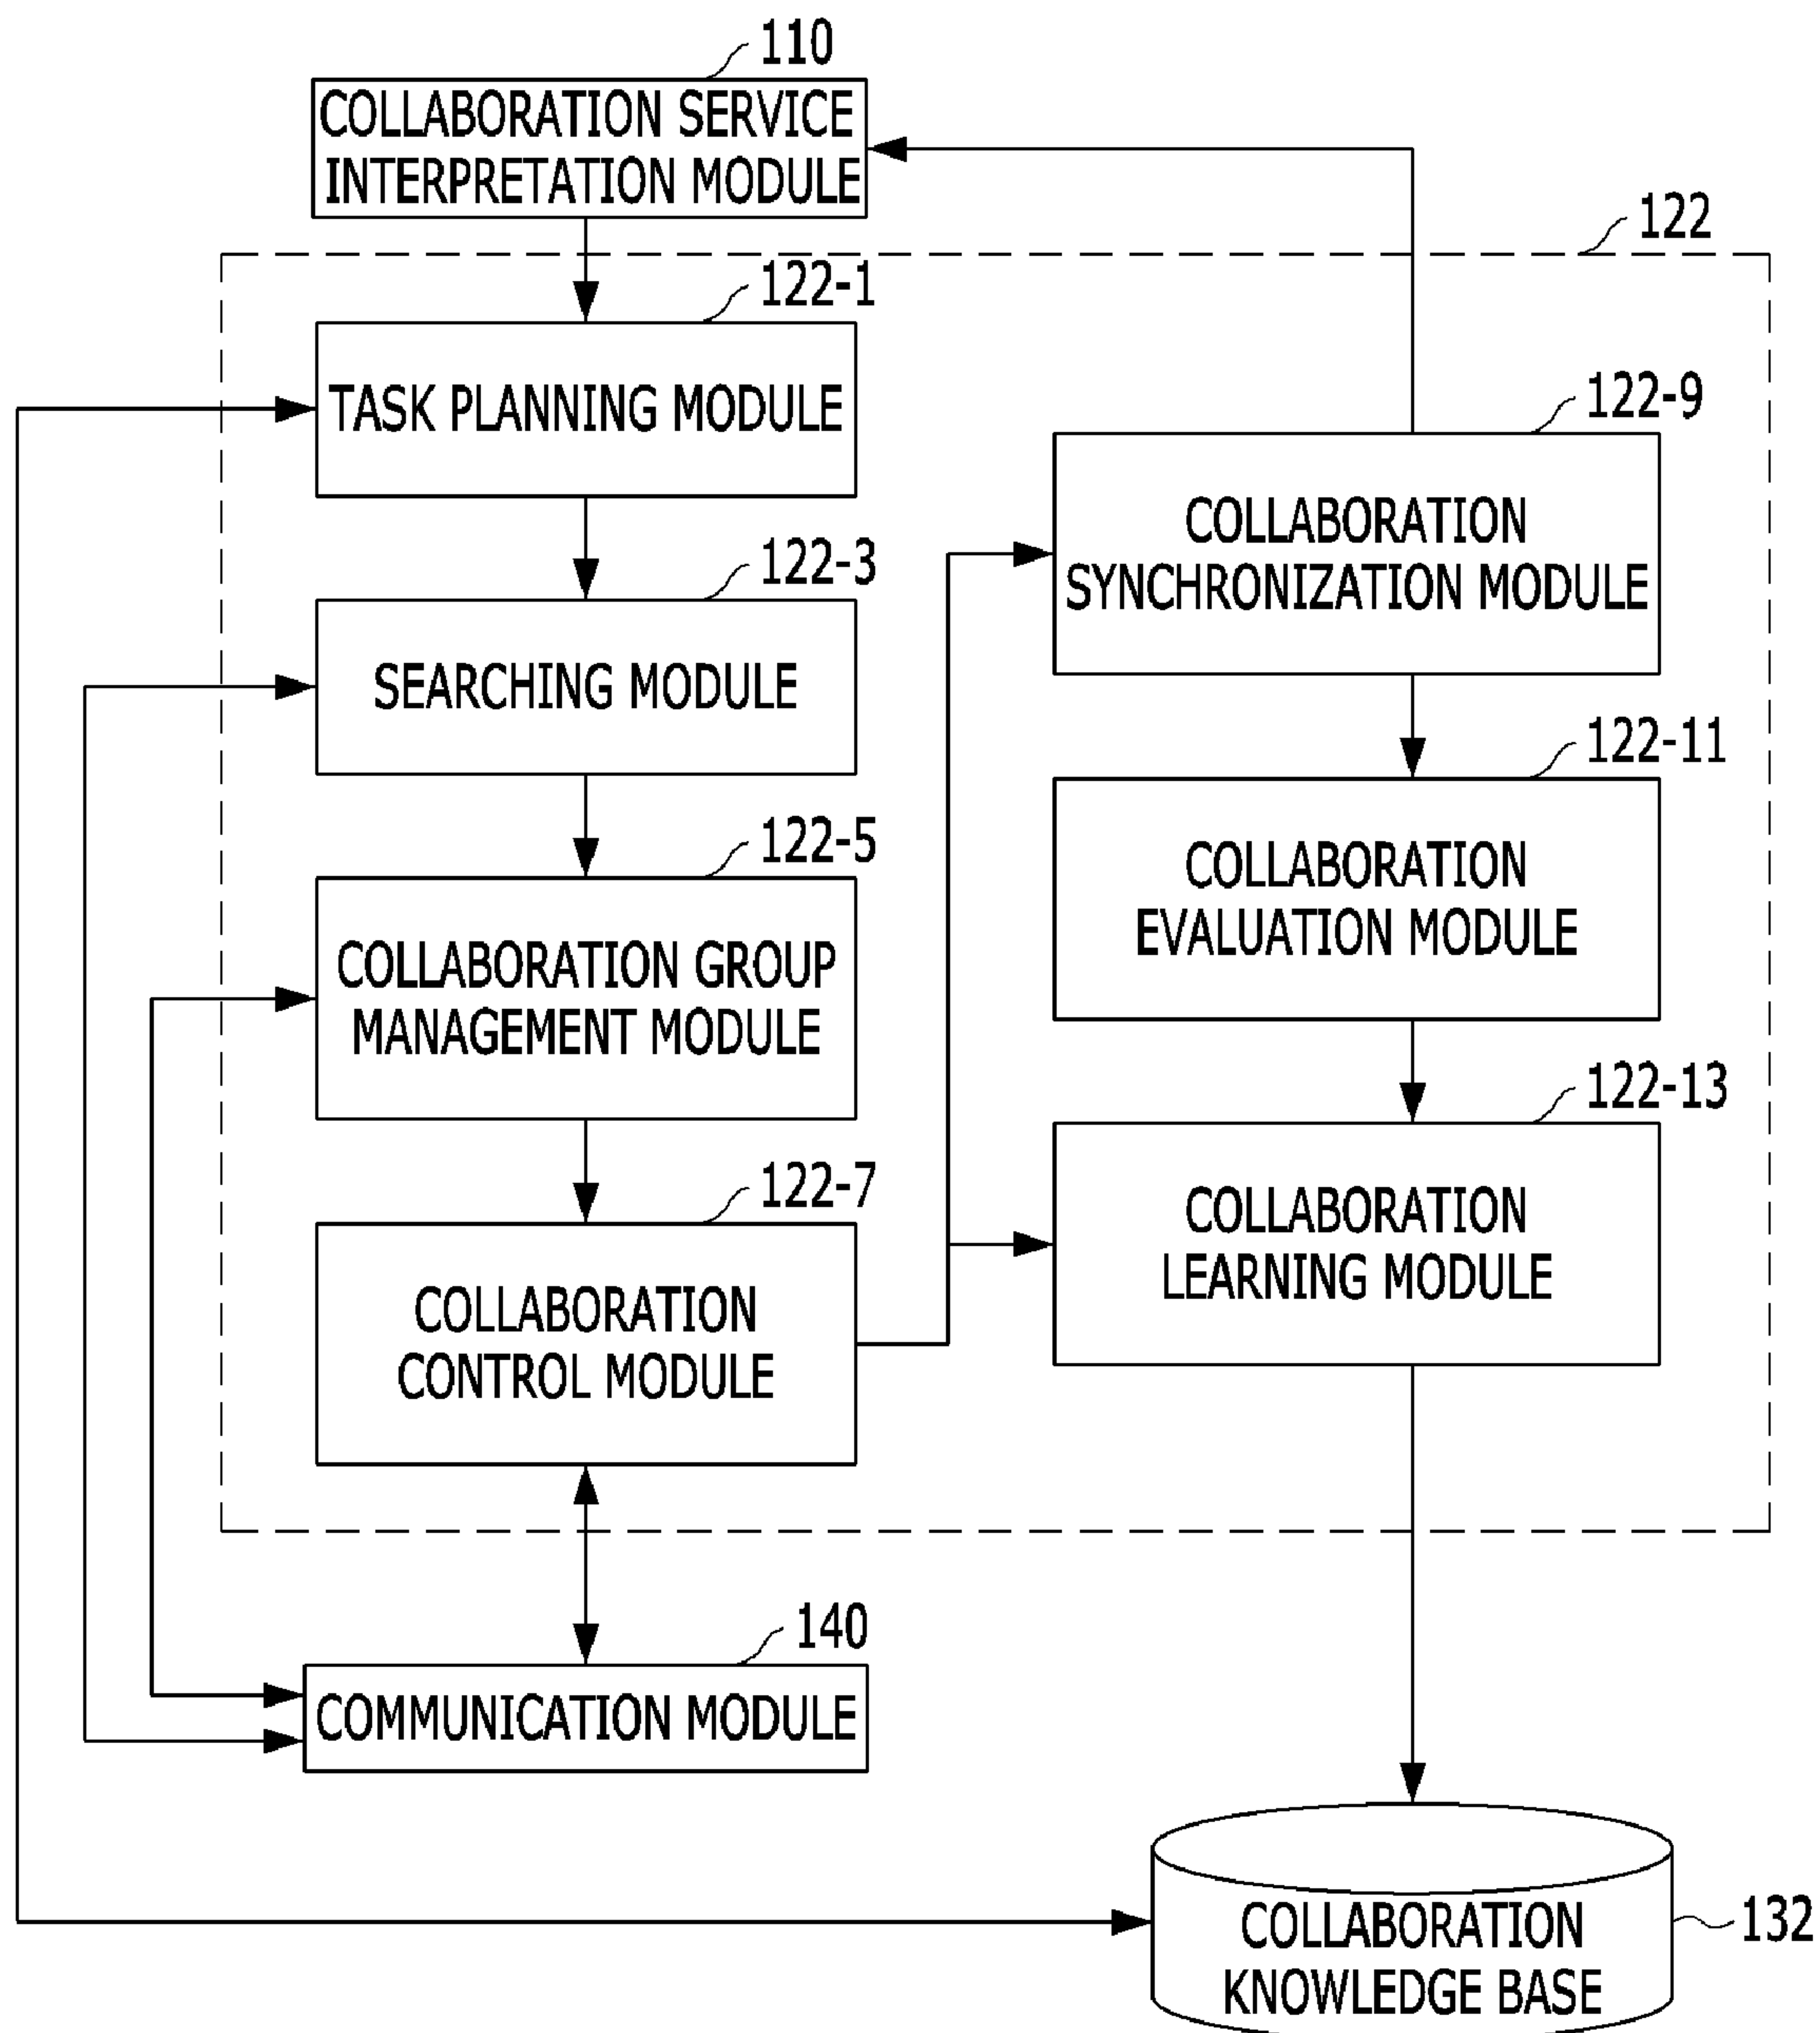 110
COLLABORATION SERVICE
INTERPRETATION MODULE
122
122-1
TASK PLANNING MODULE
122-9
COLLABORATION
SYNCHRONIZATION MODULE
122-3
SEARCHING MODULE
122-11
COLLABORATION
EVALUATION MODULE
122-5
COLLABORATION GROUP
MANAGEMENT MODULE
122-13
COLLABORATION
LEARNING MODULE
122-7
COLLABORATION
CONTROL MODULE
140
COMMUNICATION MODULE
132
COLLABORATION
KNOWLEDGE BASE